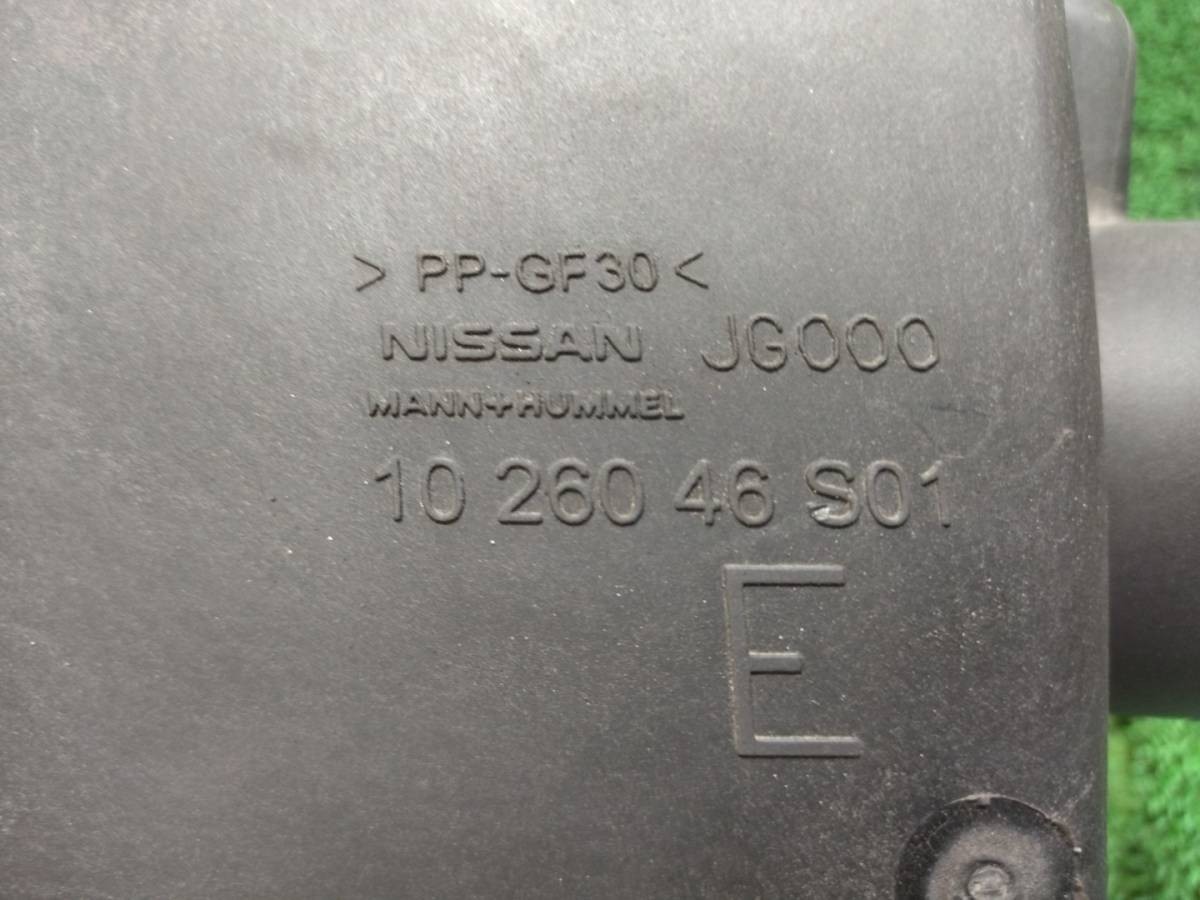 > PP-GF30 <
NISSAN JG000
MANN+HUMMEL
10 260 46 S01
E